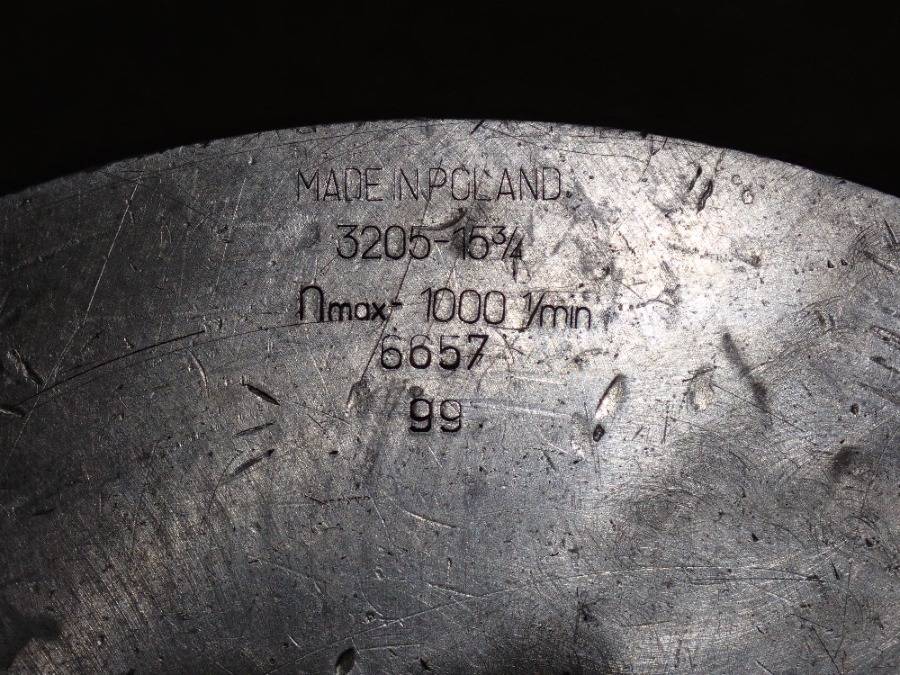 MADE IN POLAND
3205-15¾
nmax- 1000 1/min
6657
99